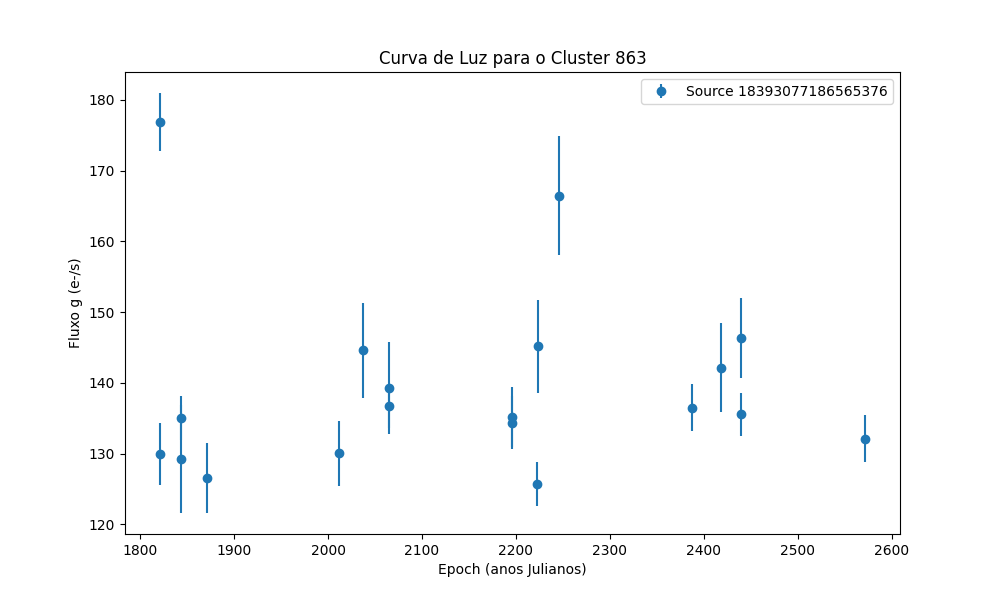 Curva de Luz para o Cluster 863
Source 18393077186565376
Fluxo g (e-/s)
180
170
160
150
140
130
120
1800 1900 2000 2100 2200 2300 2400 2500 2600
Epoch (anos Julianos)